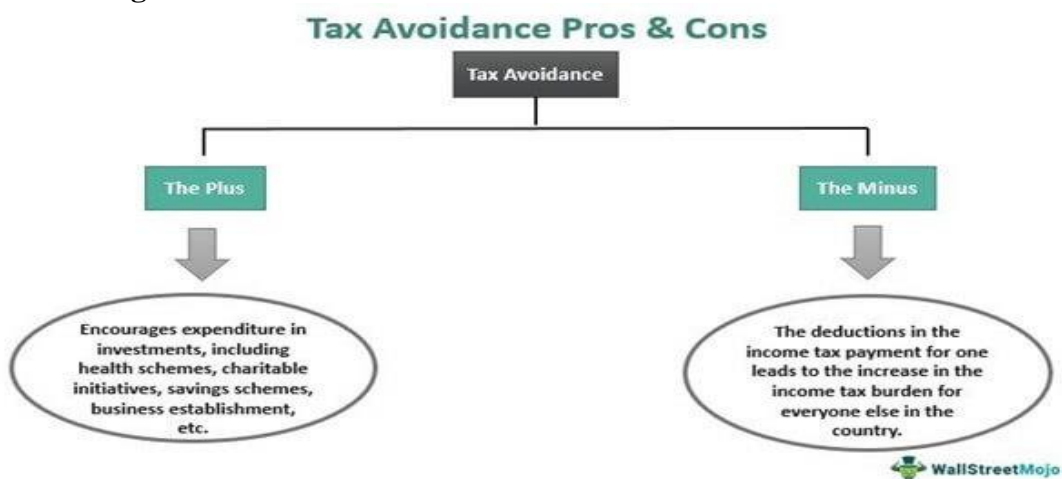 Tax Avoidance Pros & Cons
Tax Avoidance
The Plus
The Minus
Encourages expenditure in
investments, including
health schemes, charitable
initiatives, savings schemes,
business establishment,
etc.
The deductions in the
income tax payment for one
leads to the increase in the
income tax burden for
everyone else in the
country.
WallStreetMojo